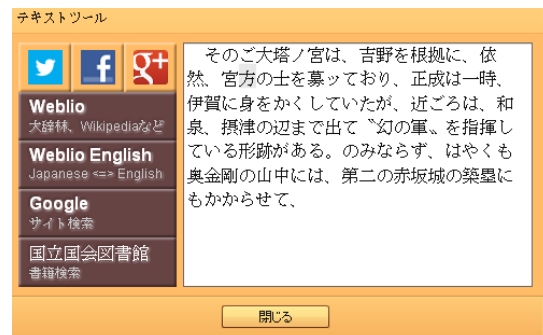 テキストツール
g+
Weblio
大辞林、Wikipediaなど
Weblio English
Japanese <=> English
Google
サイト検索
国立国会図書館
書籍検索
そのご大塔ノ宮は、吉野を根拠に、依
然、宮方の士を募ッており、正成は一時、
伊賀に身をかくしていたが、近ごろは、和
泉、摂津の辺まで出て〝幻の軍〟を指揮し
ている形跡がある。のみならず、はやくも
奥金剛の山中には、第二の赤坂城の築塁に
もかからせて、
閉じる